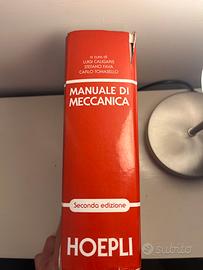 a cura di
LUIGI CALIGARIS
STEFANO FAVA
CARLO TOMASELLO
MANUALE DI
MECCANICA
Seconda edizione
HOEPLI
subito